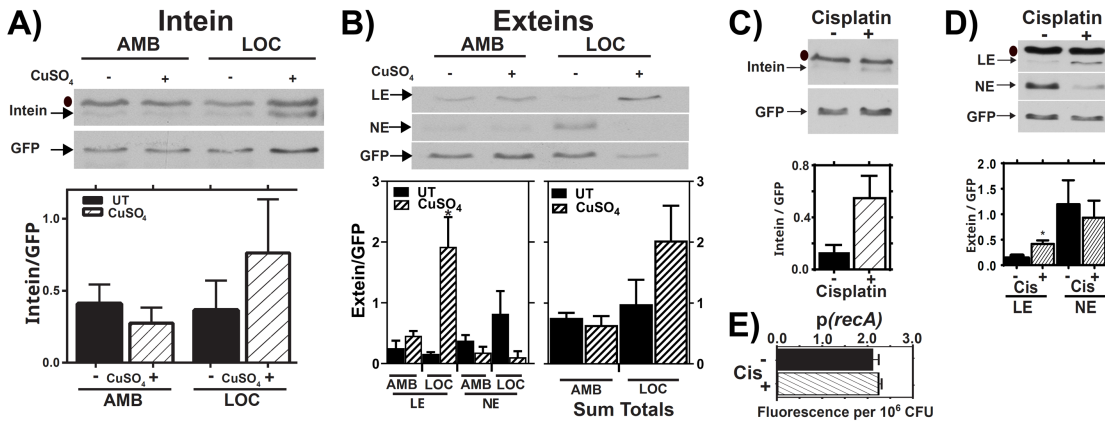 A)
Intein
AMB LOC
CuSO4 - + - +
Intein
GFP
1.0
0.5
0.0
Intein/GFP
UT
CuSO4
- CuSO4 + - CuSO4 +
AMB LOC
B)
Exteins
AMB LOC
CuSO4 - + - +
LE
NE
GFP
3
2
1
0
Extein/GFP
UT
CuSO4
*
AMB LOC AMB LOC
LE NE
3
2
1
0
UT
CuSO4
AMB LOC
Sum Totals
C)
Cisplatin
- +
Intein
GFP
0.8
0.4
0.0
Intein / GFP
- +
Cisplatin
D)
Cisplatin
- +
LE
NE
GFP
2.0
1.5
1.0
0.5
0.0
Extein / GFP
*
- Cis + - Cis +
LE NE
E)
p(recA)
0.0 1.0 2.0 3.0
-
Cis
+
Fluorescence per 10^6 CFU